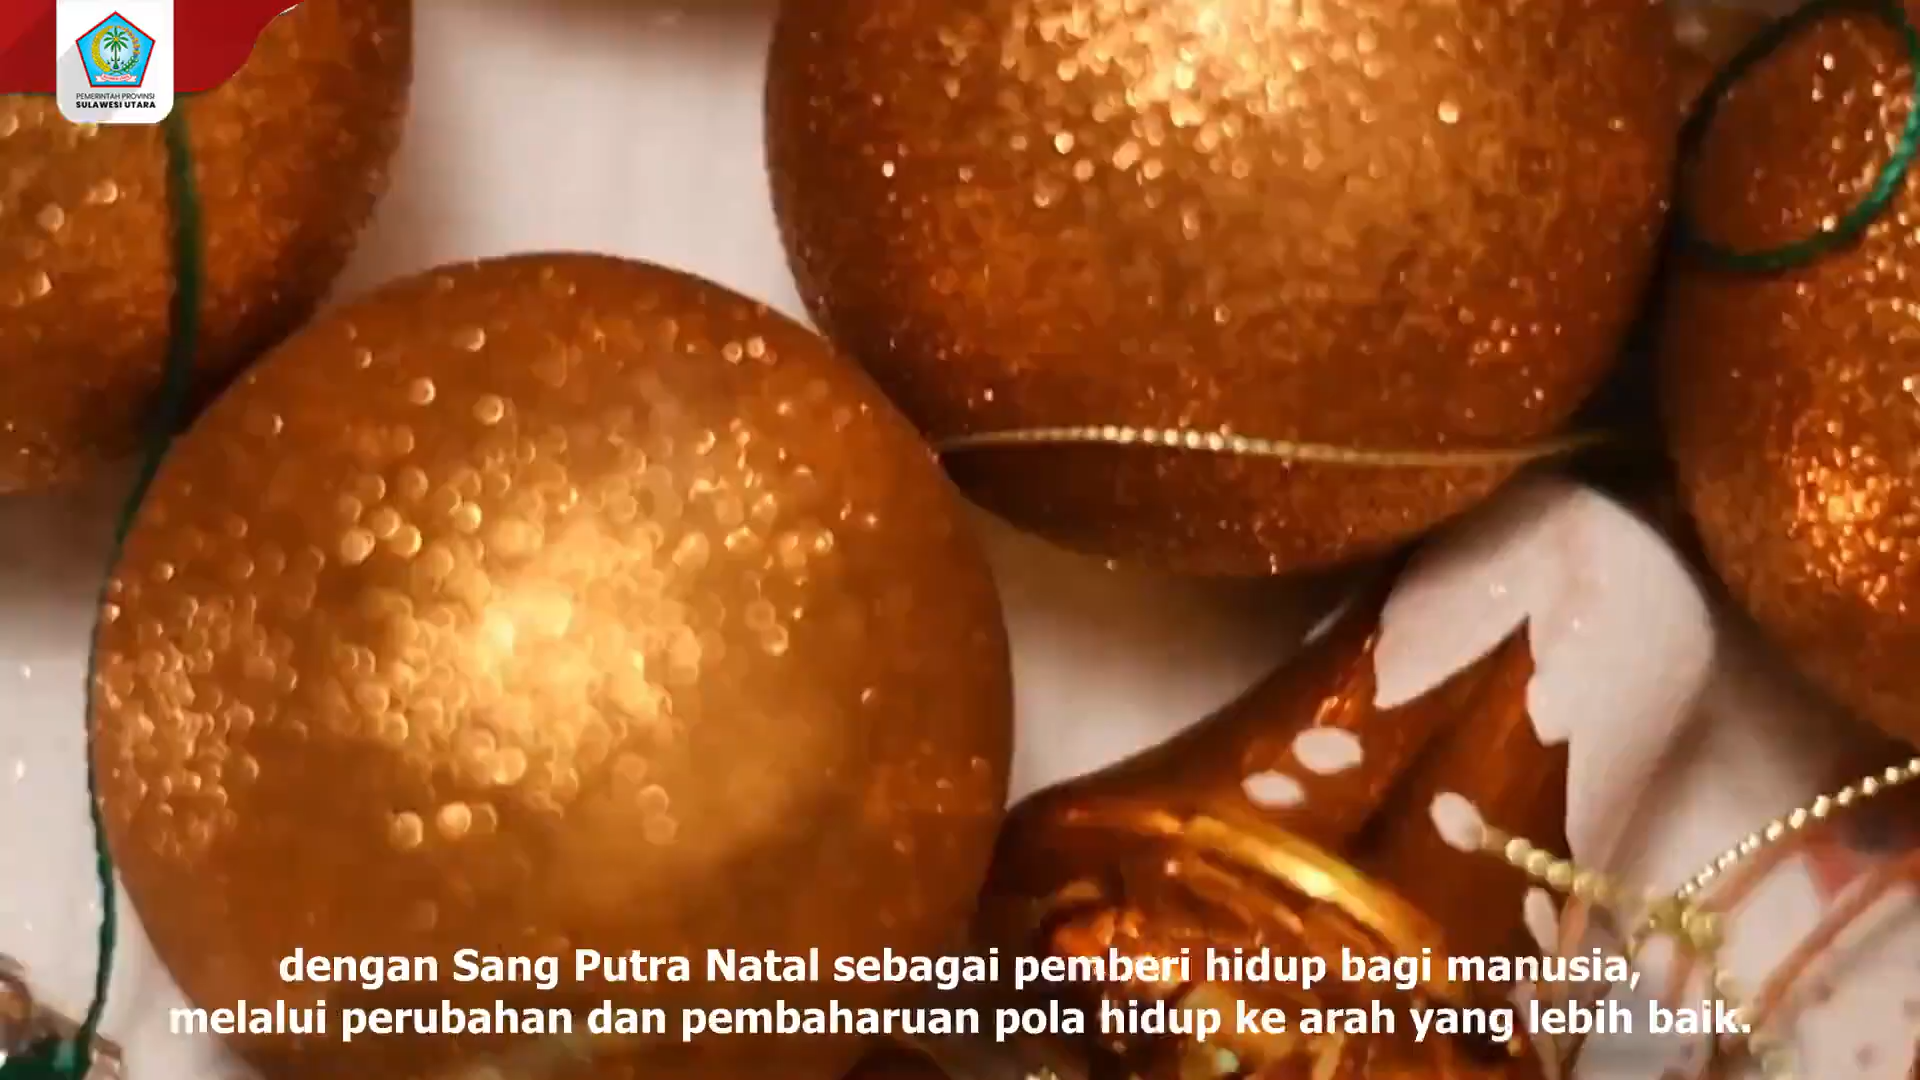 PEMERINTAH PROVINSI
SULAWESI UTARA
dengan Sang Putra Natal sebagai pemberi hidup bagi manusia,
melalui perubahan dan pembaharuan pola hidup ke arah yang lebih baik.